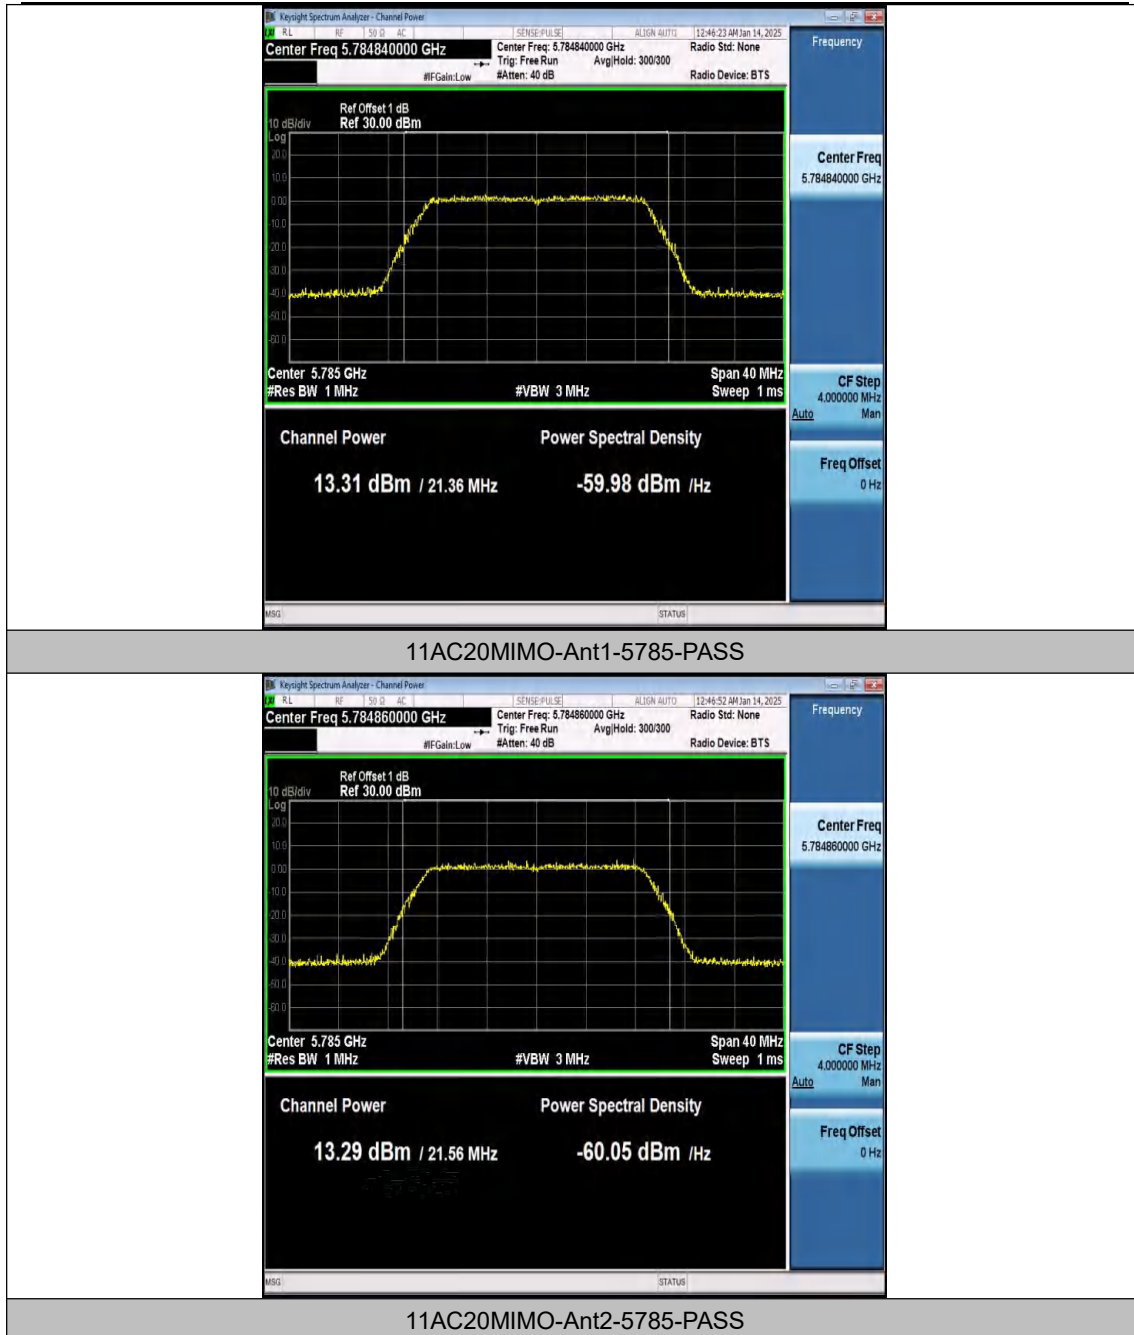 Keysight Spectrum Analyzer - Channel Power
RL RF 50 Ω AC SENSE:PULSE ALIGN AUTO 12:46:23 AM Jan 14, 2025
Center Freq 5.784840000 GHz
Center Freq: 5.784840000 GHz Radio Std: None
Trig: Free Run Avg|Hold: 300/300
#IFGain:Low #Atten: 40 dB Radio Device: BTS
Frequency
Ref Offset 1 dB
10 dB/div Ref 30.00 dBm
Log
20.0
10.0
0.00
-10.0
-20.0
-30.0
-40.0
-50.0
-60.0
Center Freq
5.784840000 GHz
Center 5.785 GHz Span 40 MHz
#Res BW 1 MHz #VBW 3 MHz Sweep 1 ms
CF Step
4.000000 MHz
Auto Man
Channel Power Power Spectral Density
13.31 dBm / 21.36 MHz -59.98 dBm /Hz
Freq Offset
0 Hz
MSG STATUS
11AC20MIMO-Ant1-5785-PASS
Keysight Spectrum Analyzer - Channel Power
RL RF 50 Ω AC SENSE:PULSE ALIGN AUTO 12:46:52 AM Jan 14, 2025
Center Freq 5.784860000 GHz
Center Freq: 5.784860000 GHz Radio Std: None
Trig: Free Run Avg|Hold: 300/300
#IFGain:Low #Atten: 40 dB Radio Device: BTS
Frequency
Ref Offset 1 dB
10 dB/div Ref 30.00 dBm
Log
20.0
10.0
0.00
-10.0
-20.0
-30.0
-40.0
-50.0
-60.0
Center Freq
5.784860000 GHz
Center 5.785 GHz Span 40 MHz
#Res BW 1 MHz #VBW 3 MHz Sweep 1 ms
CF Step
4.000000 MHz
Auto Man
Channel Power Power Spectral Density
13.29 dBm / 21.56 MHz -60.05 dBm /Hz
Freq Offset
0 Hz
MSG STATUS
11AC20MIMO-Ant2-5785-PASS